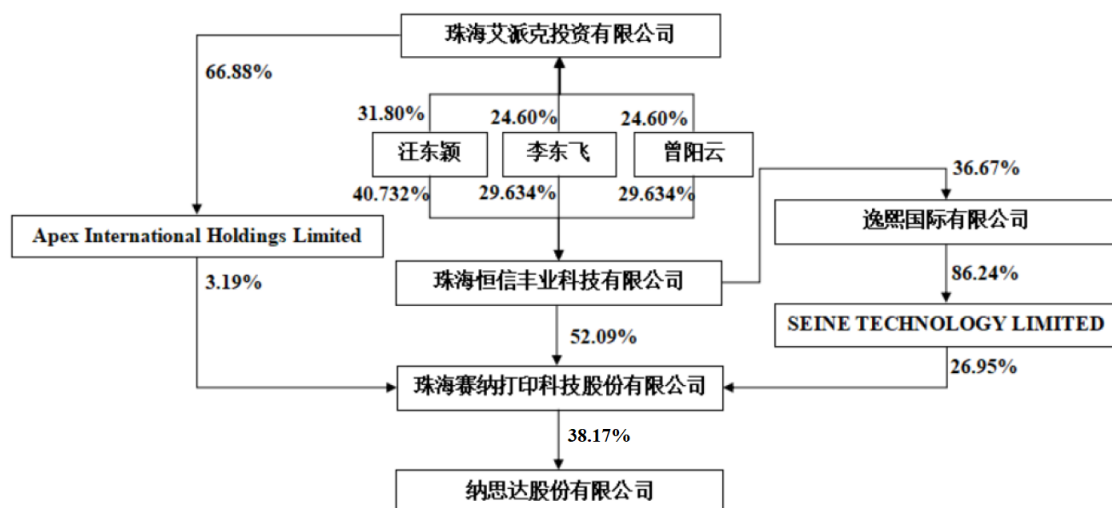 珠海艾派克投资有限公司
66.88%
31.80%
24.60%
24.60%
汪东颖
李东飞
曾阳云
36.67%
40.732%
29.634%
29.634%
Apex International Holdings Limited
逸熙国际有限公司
3.19%
珠海恒信丰业科技有限公司
86.24%
SEINE TECHNOLOGY LIMITED
52.09%
26.95%
珠海赛纳打印科技股份有限公司
38.17%
纳思达股份有限公司